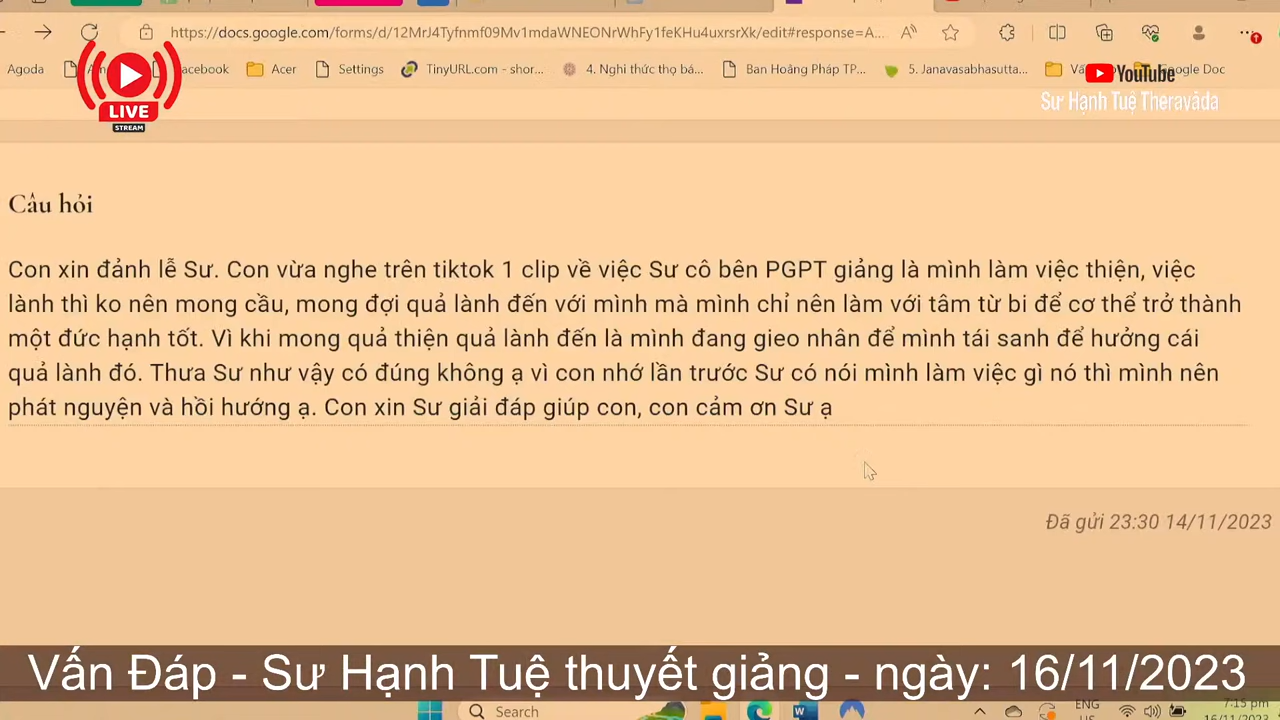 https://docs.google.com/forms/d/12MrJ4Tyfnmf09Mv1mdaWNEONrWhFy1feKHu4uxrsrXk/edit#response=A...
Agoda
acebook
Acer
Settings
TinyURL.com - shor...
4. Nghi thức thọ bá...
Ban Hoằng Pháp TP...
5. Janavasabhasutta...
Google Doc
LIVE
STREAM
YouTube
Sư Hạnh Tuệ Theravāda
Câu hỏi
Con xin đảnh lễ Sư. Con vừa nghe trên tiktok 1 clip về việc Sư cô bên PGPT giảng là mình làm việc thiện, việc
lành thì ko nên mong cầu, mong đợi quả lành đến với mình mà mình chỉ nên làm với tâm từ bi để cơ thể trở thành
một đức hạnh tốt. Vì khi mong quả thiện quả lành đến là mình đang gieo nhân để mình tái sanh để hưởng cái
quả lành đó. Thưa Sư như vậy có đúng không ạ vì con nhớ lần trước Sư có nói mình làm việc gì nó thì mình nên
phát nguyện và hồi hướng ạ. Con xin Sư giải đáp giúp con, con cảm ơn Sư ạ
Đã gửi 23:30 14/11/2023
Vấn Đáp - Sư Hạnh Tuệ thuyết giảng - ngày: 16/11/2023
Search
ENG
US
7:15 pm
16/11/2023